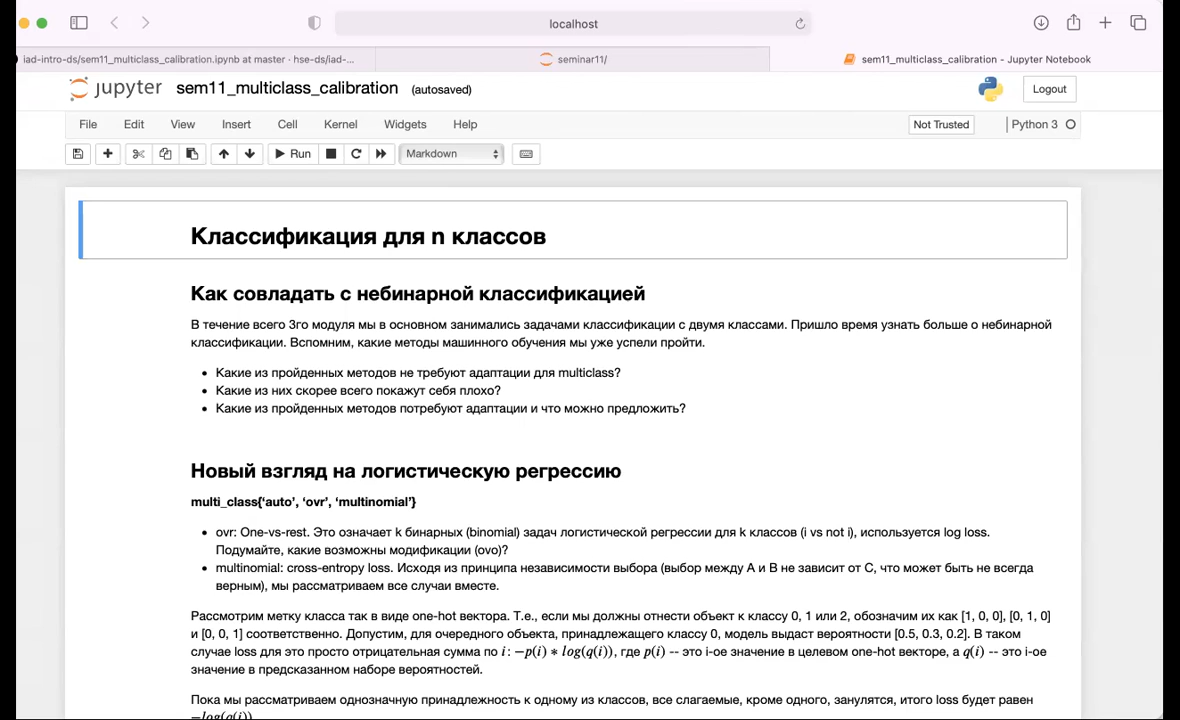 localhost
iad-intro-ds/sem11_multiclass_calibration.ipynb at master · hse-ds/iad-...
seminar11/
sem11_multiclass_calibration - Jupyter Notebook
jupyter sem11_multiclass_calibration (autosaved)
Logout
File Edit View Insert Cell Kernel Widgets Help
Not Trusted
Python 3
Run
Markdown
Классификация для n классов
Как совладать с небинарной классификацией
В течение всего 3го модуля мы в основном занимались задачами классификации с двумя классами. Пришло время узнать больше о небинарной
классификации. Вспомним, какие методы машинного обучения мы уже успели пройти.
• Какие из пройденных методов не требуют адаптации для multiclass?
• Какие из них скорее всего покажут себя плохо?
• Какие из пройденных методов потребуют адаптации и что можно предложить?
Новый взгляд на логистическую регрессию
multi_class{‘auto’, ‘ovr’, ‘multinomial’}
• ovr: One-vs-rest. Это означает k бинарных (binomial) задач логистической регрессии для k классов (i vs not i), используется log loss.
Подумайте, какие возможны модификации (ovo)?
• multinomial: cross-entropy loss. Исходя из принципа независимости выбора (выбор между A и B не зависит от C, что может быть не всегда
верным), мы рассматриваем все случаи вместе.
Рассмотрим метку класса так в виде one-hot вектора. Т.е., если мы должны отнести объект к классу 0, 1 или 2, обозначим их как [1, 0, 0], [0, 1, 0]
и [0, 0, 1] соответственно. Допустим, для очередного объекта, принадлежащего классу 0, модель выдаст вероятности [0.5, 0.3, 0.2]. В таком
случае loss для это просто отрицательная сумма по i: −p(i) ∗ log(q(i)), где p(i) -- это i-ое значение в целевом one-hot векторе, а q(i) -- это i-ое
значение в предсказанном наборе вероятностей.
Пока мы рассматриваем однозначную принадлежность к одному из классов, все слагаемые, кроме одного, занулятся, итого loss будет равен
−log(q(i))